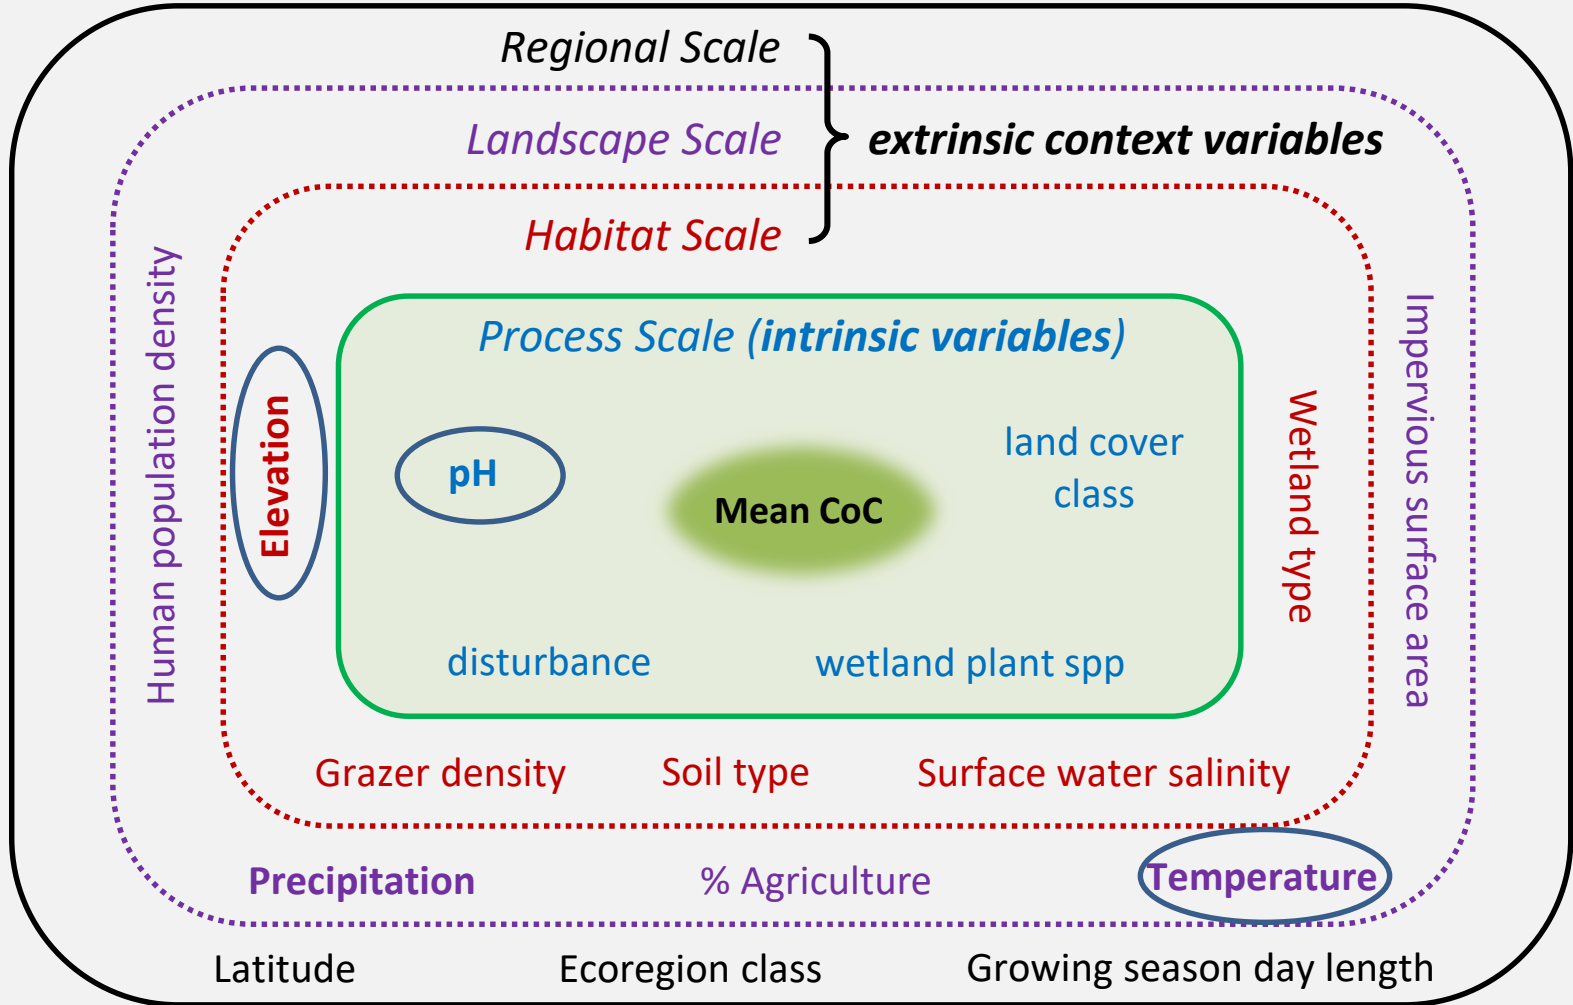 Regional Scale
Landscape Scale
extrinsic context variables
Habitat Scale
Process Scale (intrinsic variables)
Human population density
Elevation
pH
Mean CoC
land cover
class
Wetland type
Impervious surface area
disturbance
wetland plant spp
Grazer density
Soil type
Surface water salinity
Precipitation
% Agriculture
Temperature
Latitude
Ecoregion class
Growing season day length